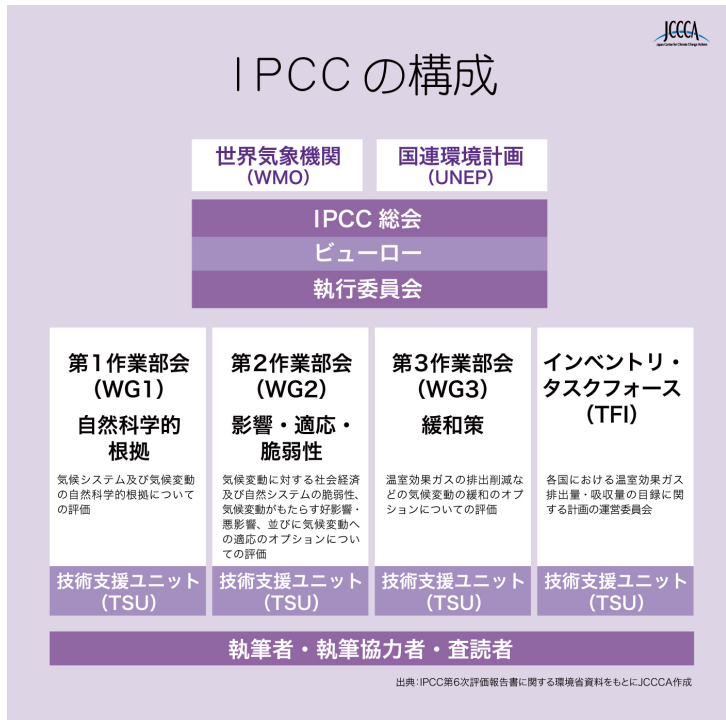 JCCCA
Japan Center for Climate Change Actions
IPCCの構成
世界気象機関
(WMO)
国連環境計画
(UNEP)
IPCC 総会
ビューロー
執行委員会
第1作業部会
(WG1)
自然科学的
根拠
気候システム及び気候変動
の自然科学的根拠について
の評価
技術支援ユニット
(TSU)
第2作業部会
(WG2)
影響・適応・
脆弱性
気候変動に対する社会経済
及び自然システムの脆弱性、
気候変動がもたらす好影響・
悪影響、並びに気候変動へ
の適応のオプションについ
ての評価
技術支援ユニット
(TSU)
第3作業部会
(WG3)
緩和策
温室効果ガスの排出削減な
どの気候変動の緩和のオプ
ションについての評価
技術支援ユニット
(TSU)
インベントリ・
タスクフォース
(TFI)
各国における温室効果ガス
排出量・吸収量の目録に関
する計画の運営委員会
技術支援ユニット
(TSU)
執筆者・執筆協力者・査読者
出典:IPCC第6次評価報告書に関する環境省資料をもとにJCCCA作成